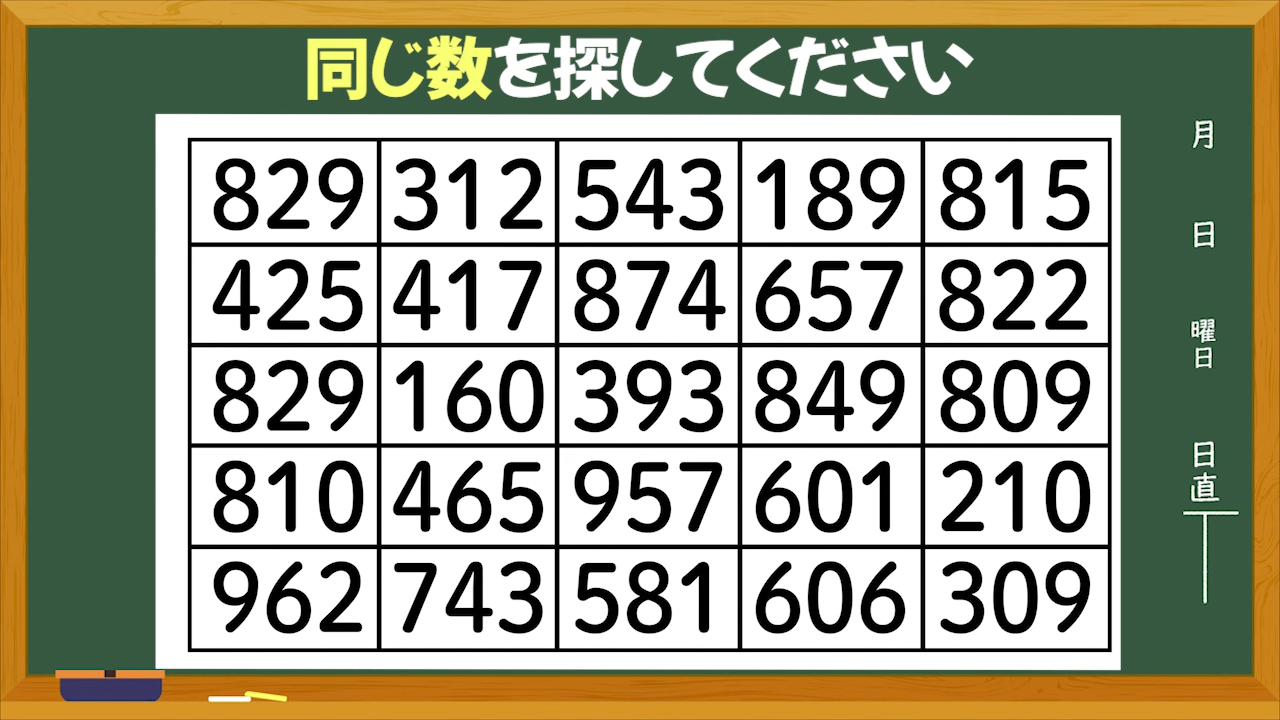 同じ数を探してください
829 312 543 189 815
425 417 874 657 822
829 160 393 849 809
810 465 957 601 210
962 743 581 606 309
月
日
曜日
日直